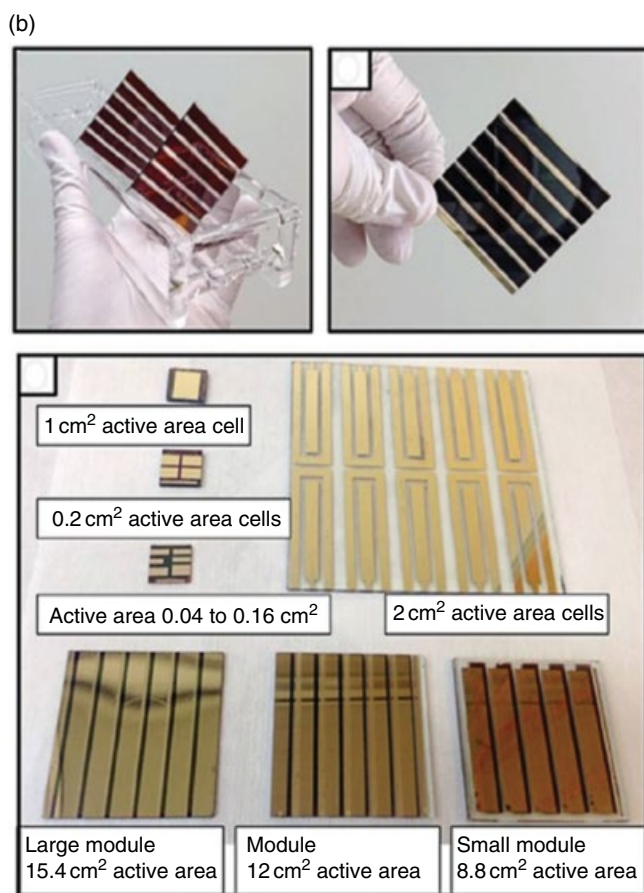 (b)
1 cm² active area cell
0.2 cm² active area cells
Active area 0.04 to 0.16 cm²
2 cm² active area cells
Large module
15.4 cm² active area
Module
12 cm² active area
Small module
8.8 cm² active area